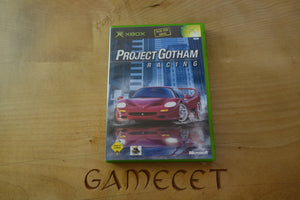 XBOX
PROJECT GOTHAM
RACING
Microsoft
GAMECET